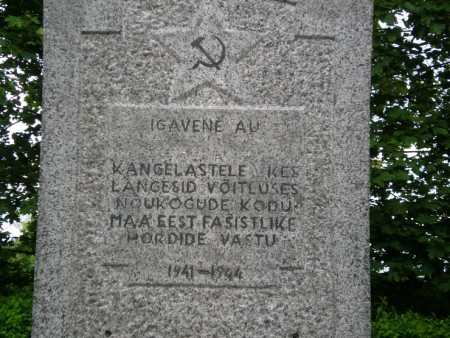 IGAVENE AU
KANGELASTELE KES
LANGESID VÕITLUSES
NÕUKOGUDE KODU-
MAA EEST FAŠISTLIKE
HORDIDE VASTU
1941-1944